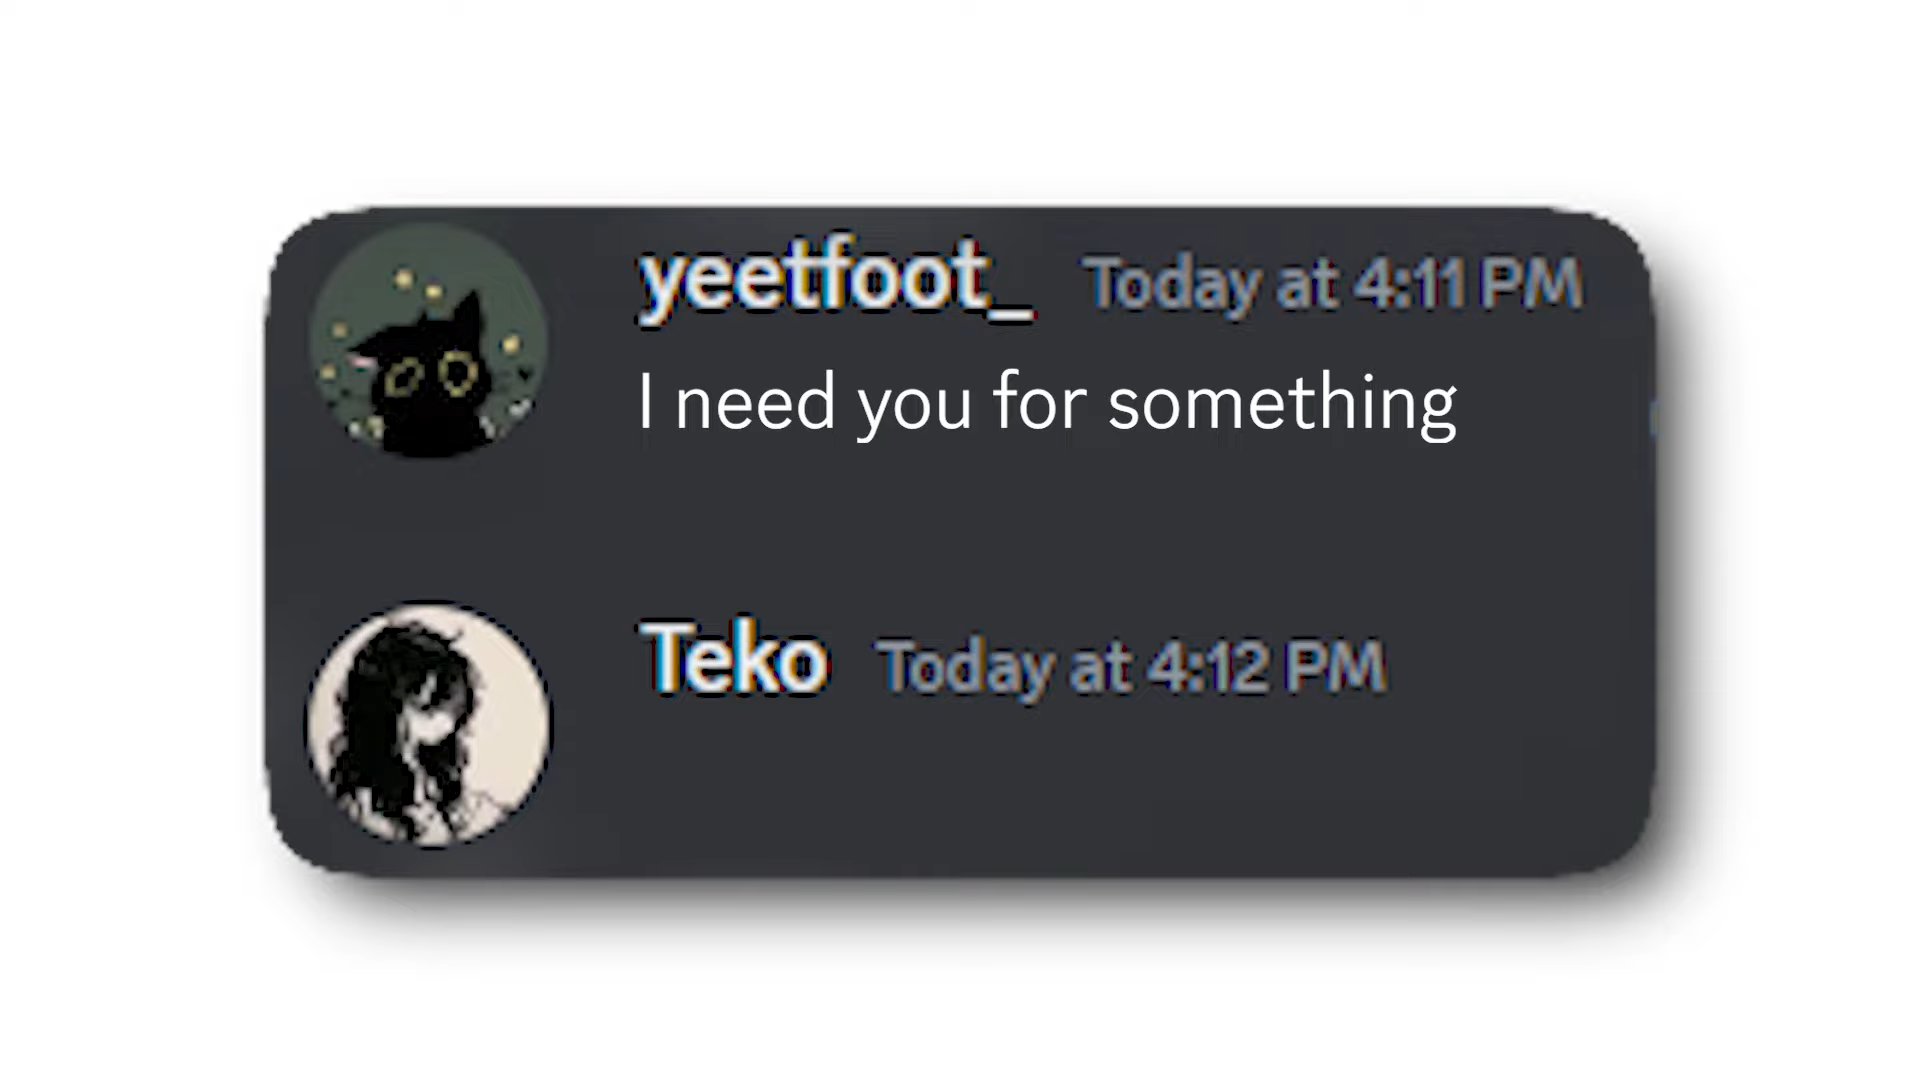 yeetfoot_ Today at 4:11 PM
I need you for something
Teko Today at 4:12 PM